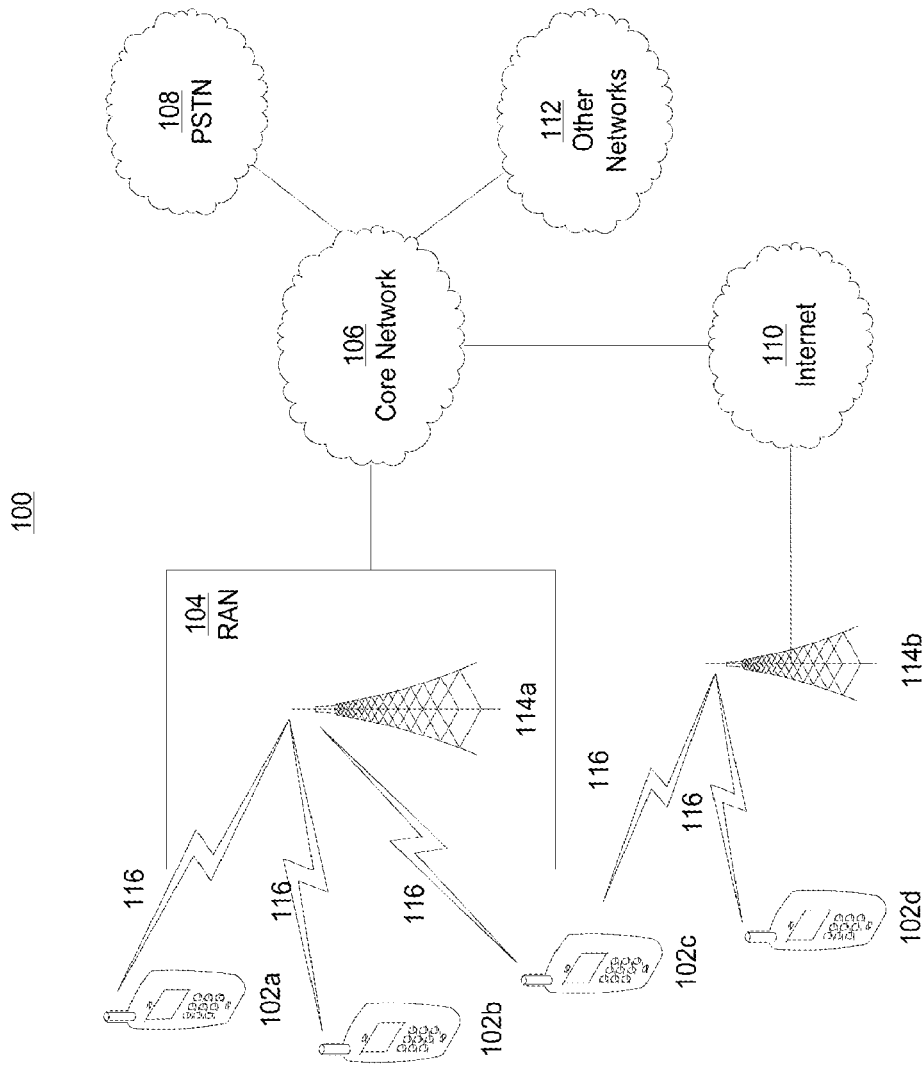 100
108
PSTN
106
Core Network
112
Other
Networks
104
RAN
110
Internet
114a
114b
116
116
116
116
116
102a
102b
102c
102d